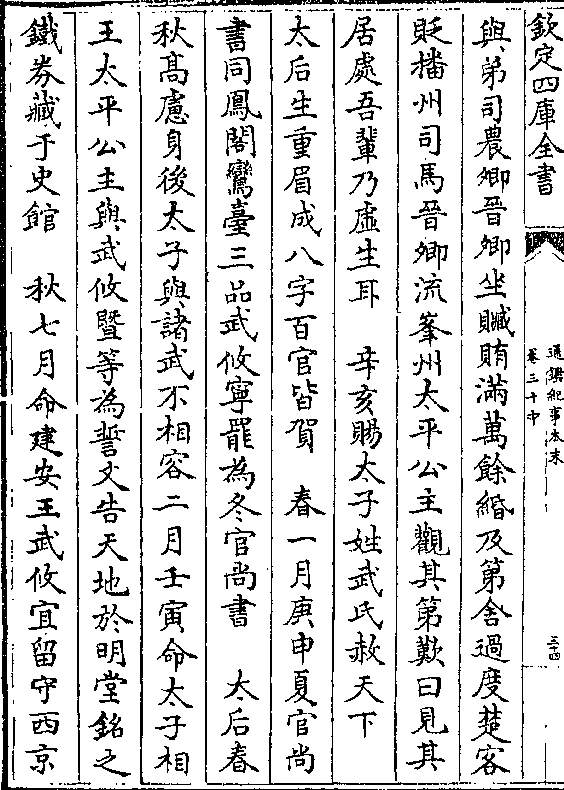 欽定四庫全書
通鑑紀事本末
卷三十中
三十四
與弟司農卿晉卿坐贓賄滿萬餘緡及第舍過度楚客
貶播州司馬晉卿流峯州太平公主觀其第歎曰見其
居處吾輩乃虛生耳　辛亥賜太子姓武氏赦天下
太后生重眉成八字百官皆賀　春一月庚申夏官尚
書同鳳閣鸞臺三品武攸寧罷為冬官尚書　太后春
秋髙慮身後太子與諸武不相容二月壬寅命太子相
王太平公主與武攸暨等為誓文告天地於明堂銘之
鐵券藏于史館　秋七月命建安王武攸宜留守西京